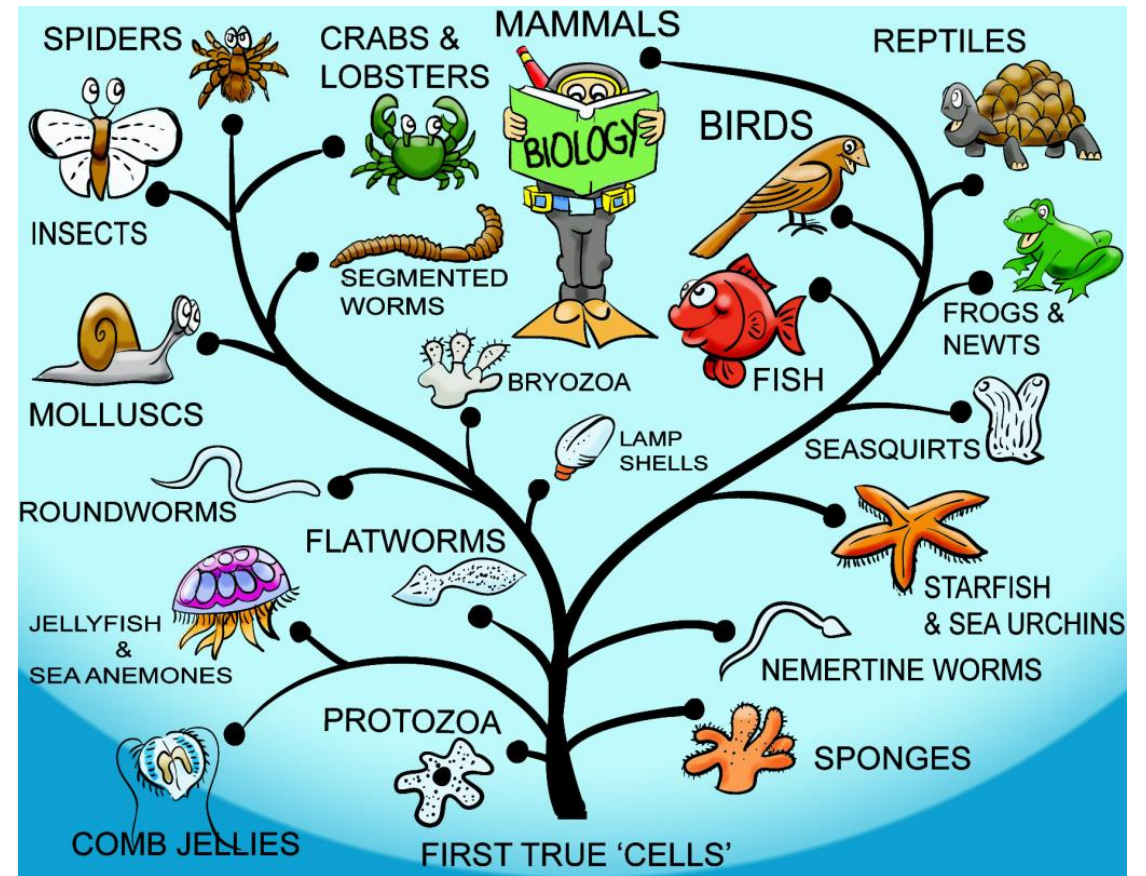 MAMMALS
SPIDERS
CRABS &
LOBSTERS
REPTILES
BIOLOGY
BIRDS
INSECTS
SEGMENTED
WORMS
FROGS &
NEWTS
MOLLUSCS
BRYOZOA
FISH
LAMP
SHELLS
SEASQUIRTS
ROUNDWORMS
FLATWORMS
STARFISH
& SEA URCHINS
JELLYFISH
&
SEA ANEMONES
NEMERTINE WORMS
PROTOZOA
SPONGES
COMB JELLIES
FIRST TRUE ‘CELLS’